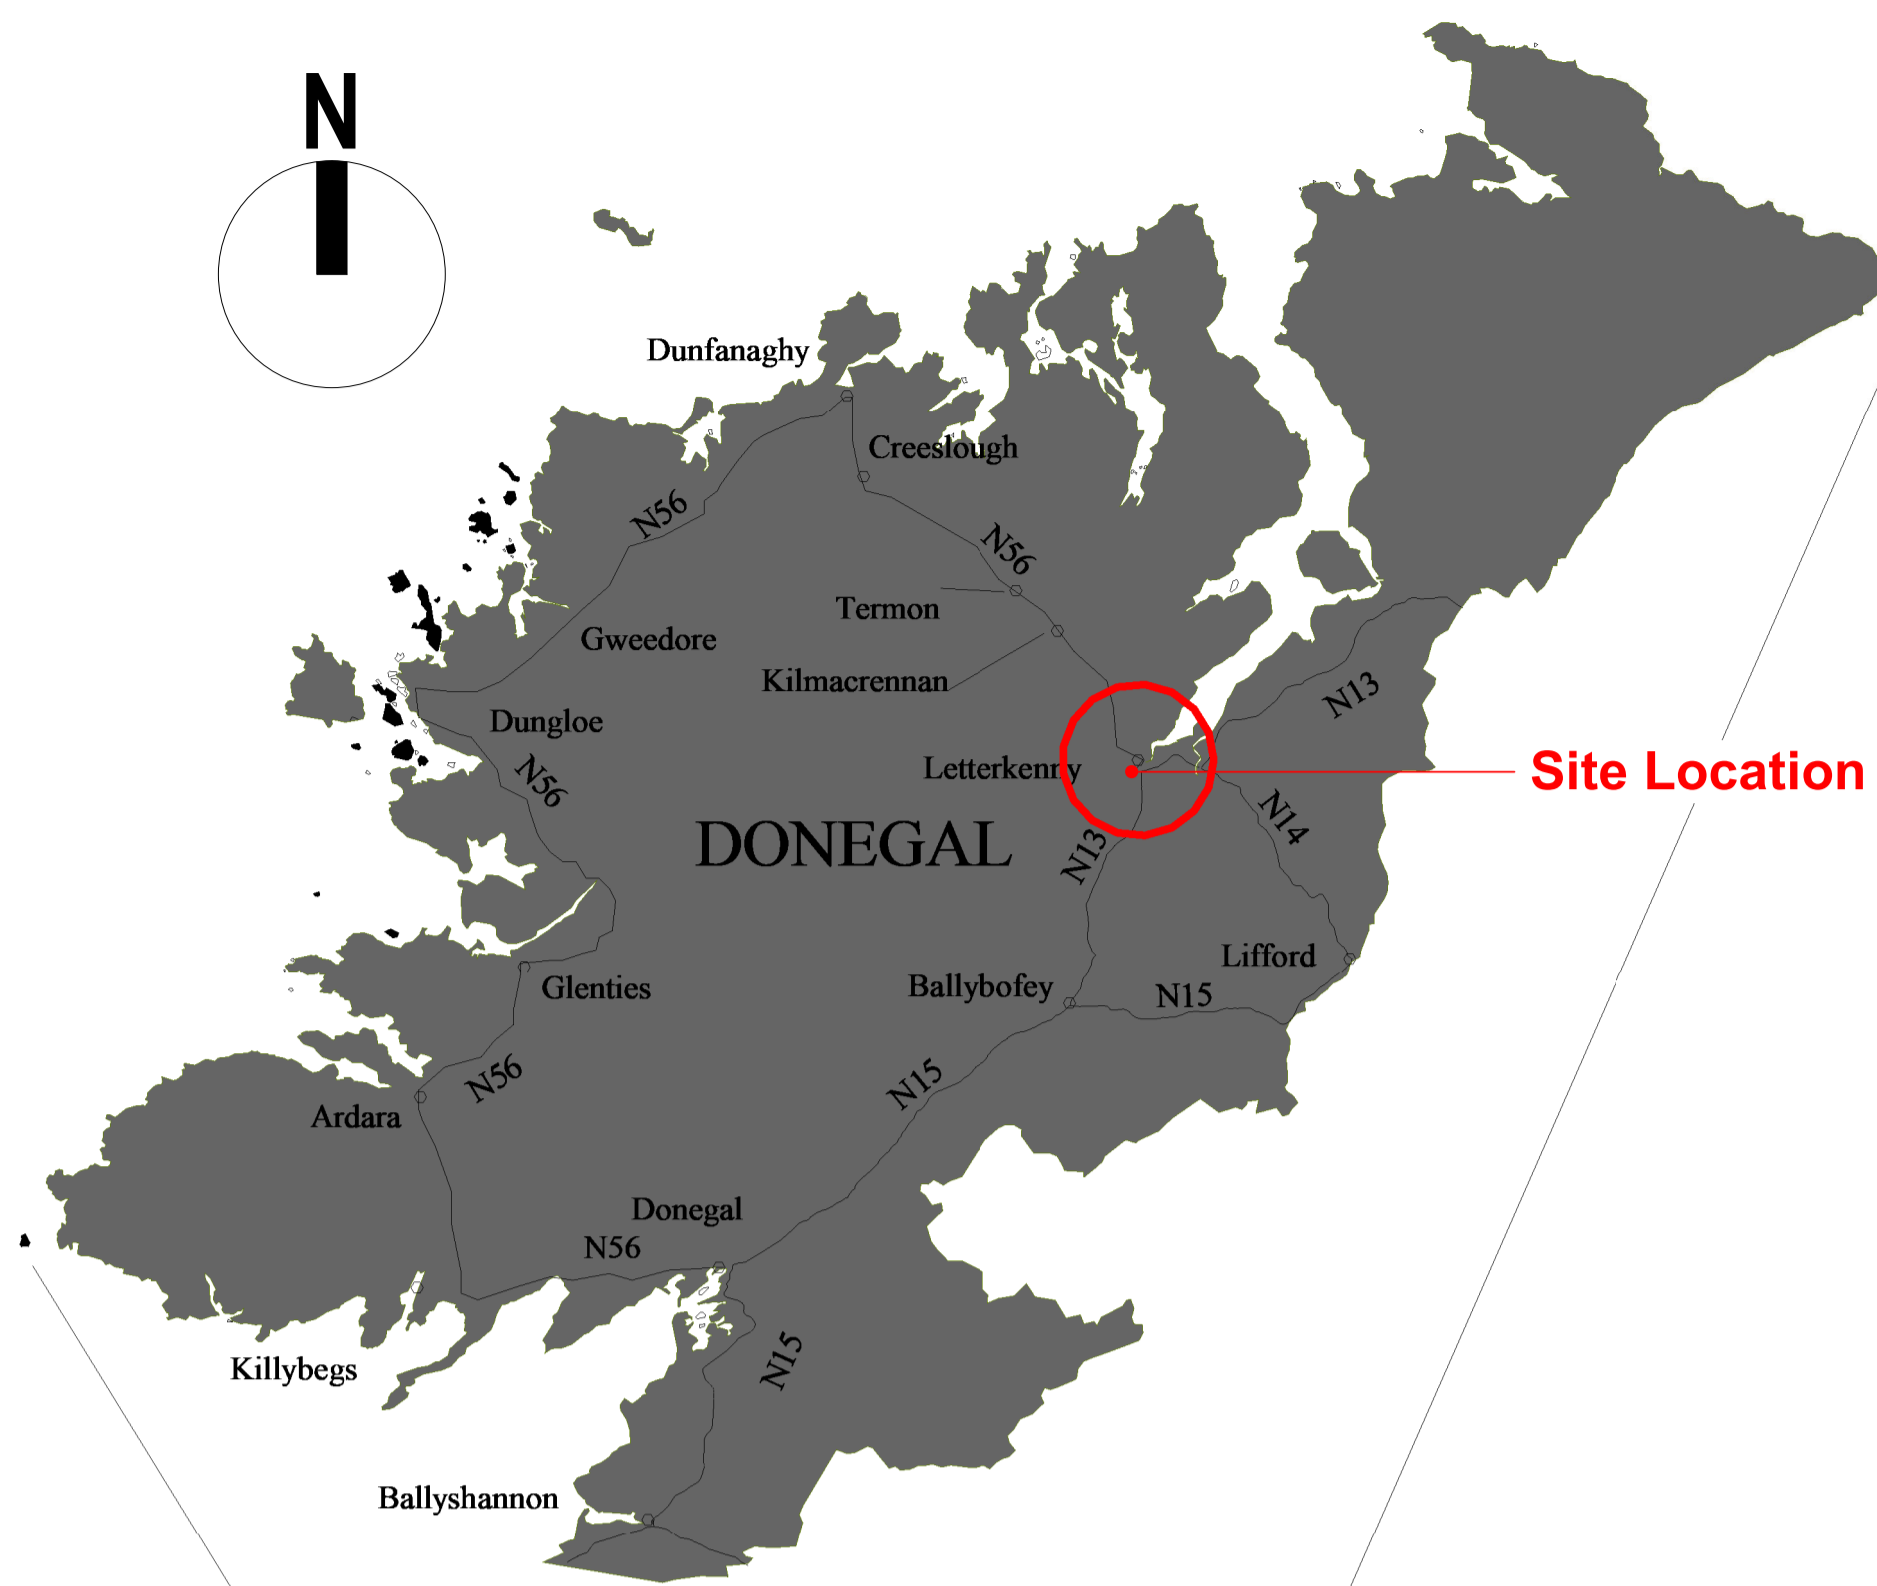 N
Dunfanaghy
Creeslough
N56
N56
Termon
Gweedore
Kilmacrennan
N13
Dungloe
Letterkenny
Site Location
N56
N14
DONEGAL
N13
Lifford
Glenties
Ballybofey
N15
N56
N15
Ardara
Donegal
N56
N15
Killybegs
Ballyshannon